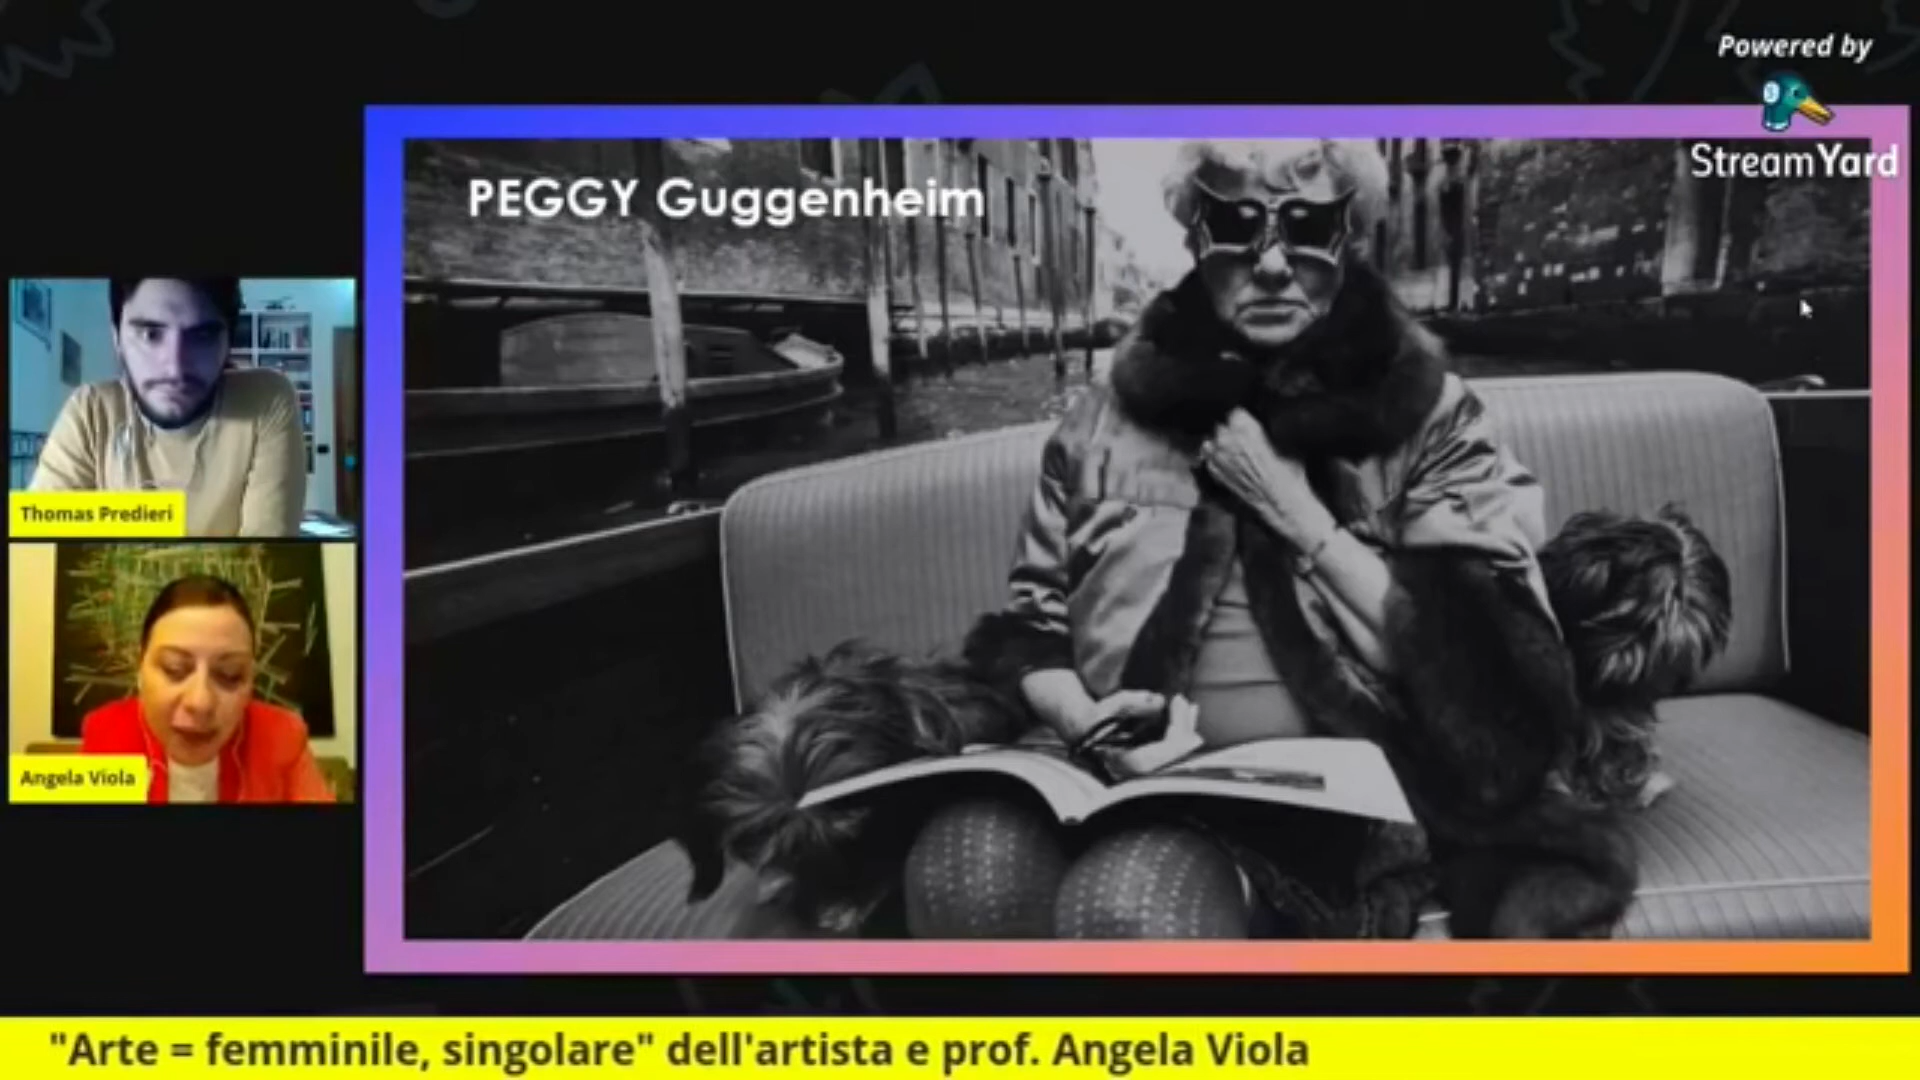 Powered by
StreamYard
PEGGY Guggenheim
Thomas Predieri
Angela Viola
"Arte = femminile, singolare" dell'artista e prof. Angela Viola